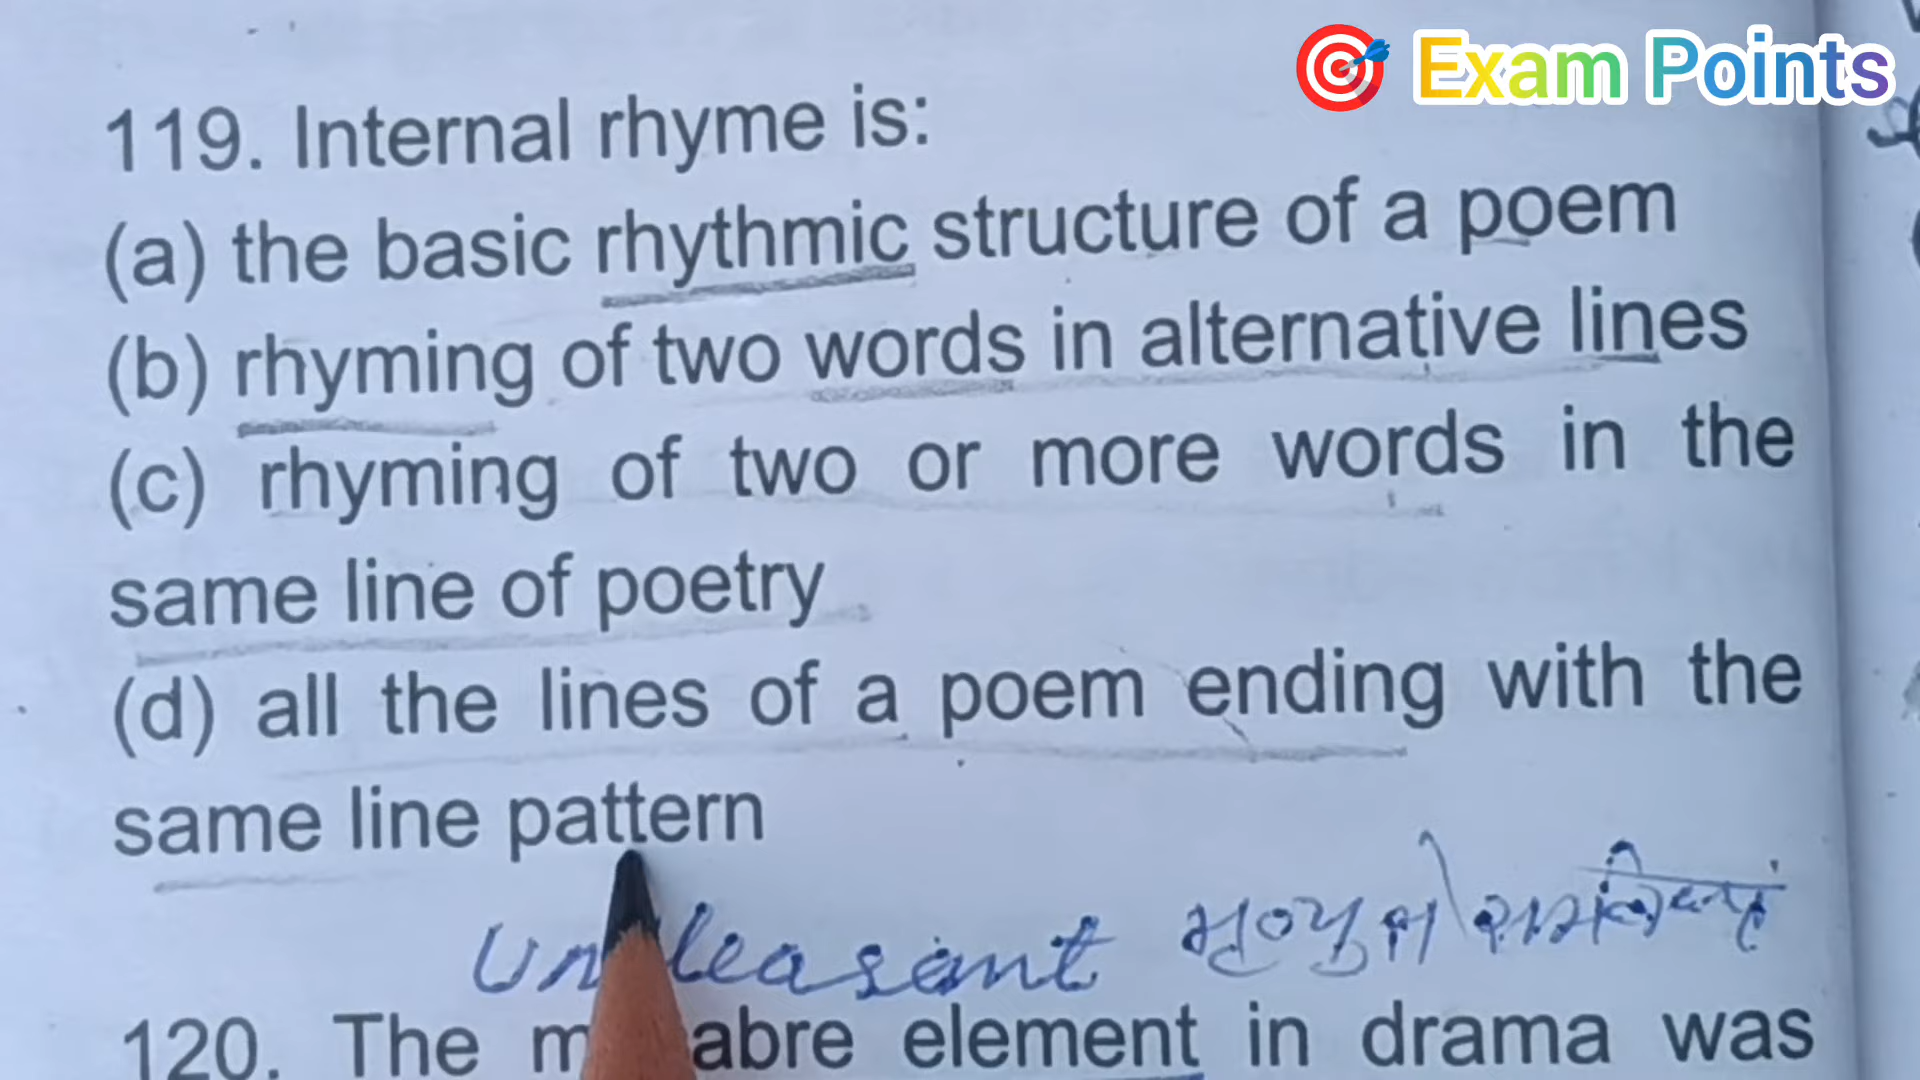 Exam Points
119. Internal rhyme is:
(a) the basic rhythmic structure of a poem
(b) rhyming of two words in alternative lines
(c) rhyming of two or more words in the
same line of poetry
(d) all the lines of a poem ending with the
same line pattern
120. The abre element in drama was